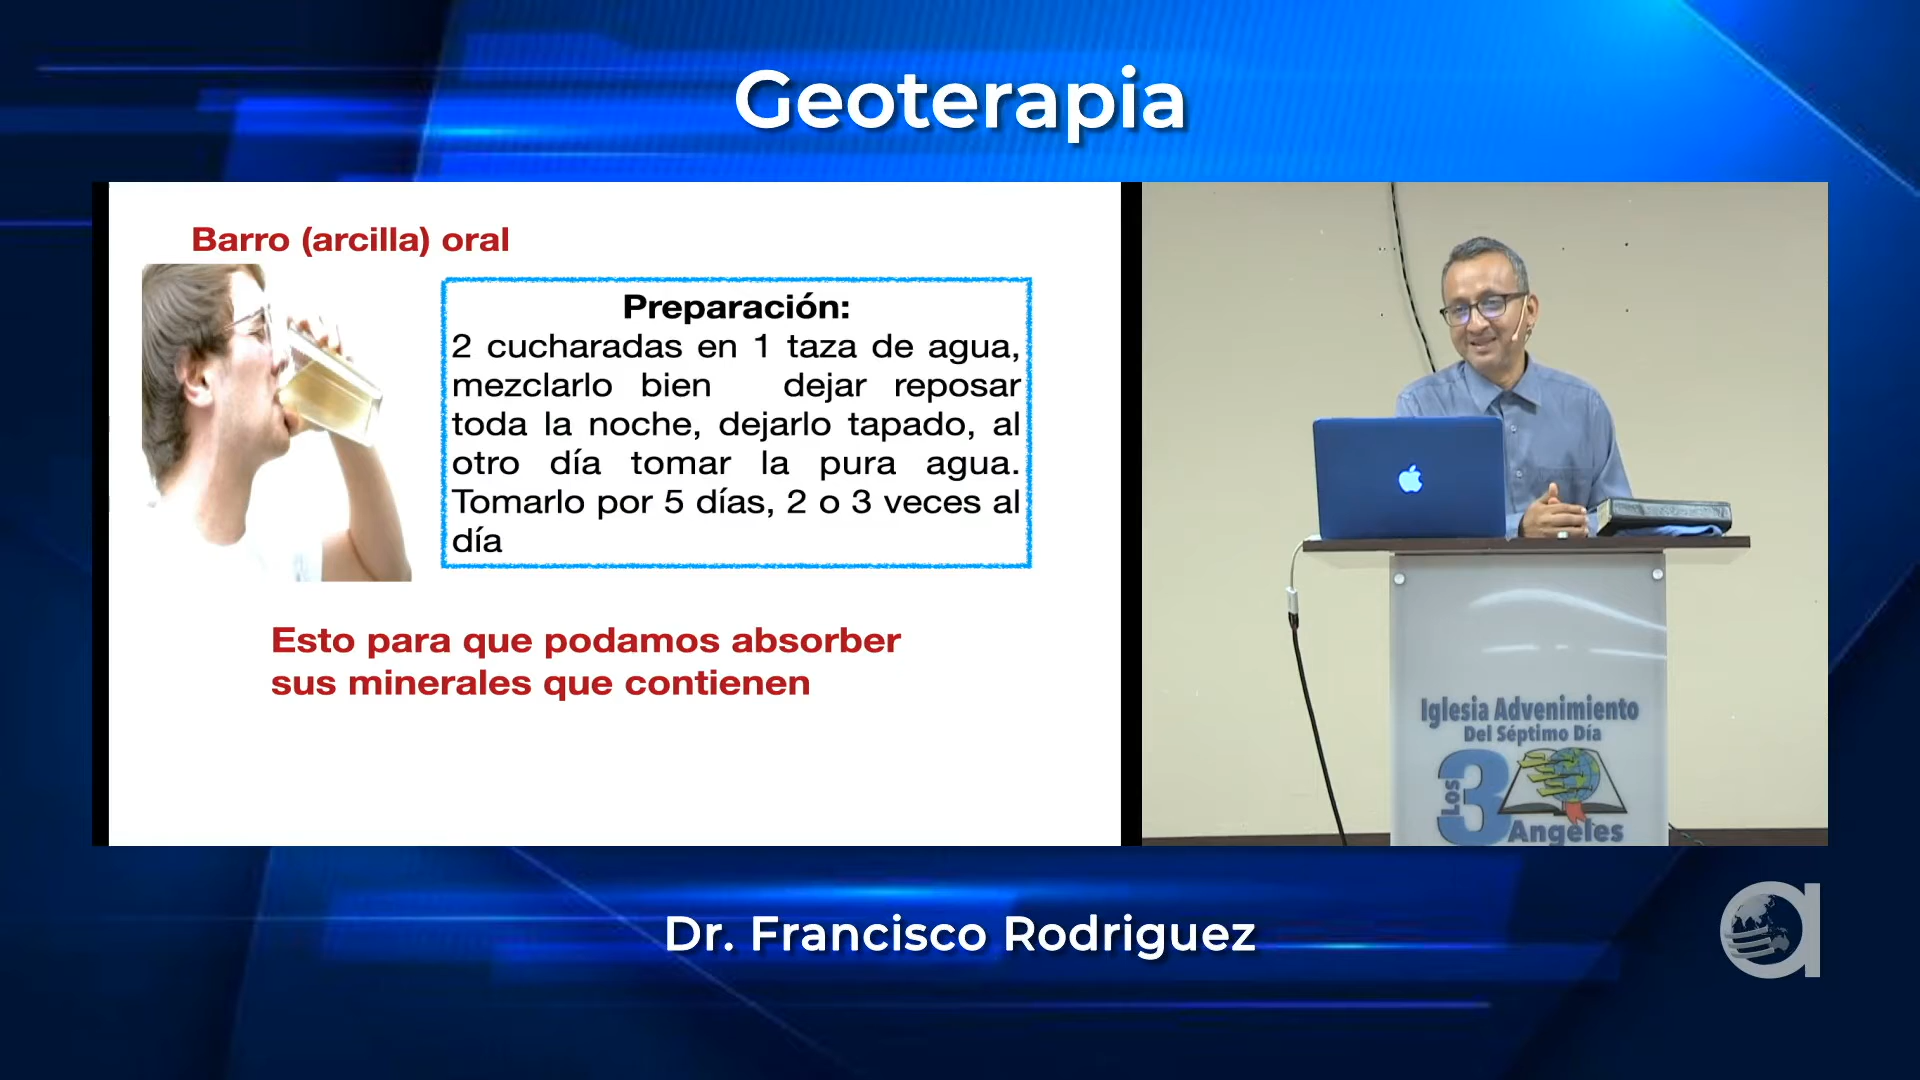 Geoterapia
Barro (arcilla) oral
Preparación:
2 cucharadas en 1 taza de agua,
mezclarlo bien dejar reposar
toda la noche, dejarlo tapado, al
otro día tomar la pura agua.
Tomarlo por 5 días, 2 o 3 veces al
día
Esto para que podamos absorber
sus minerales que contienen
Iglesia Advenimiento
Del Séptimo Día
Los 3
Angeles
Dr. Francisco Rodriguez
a